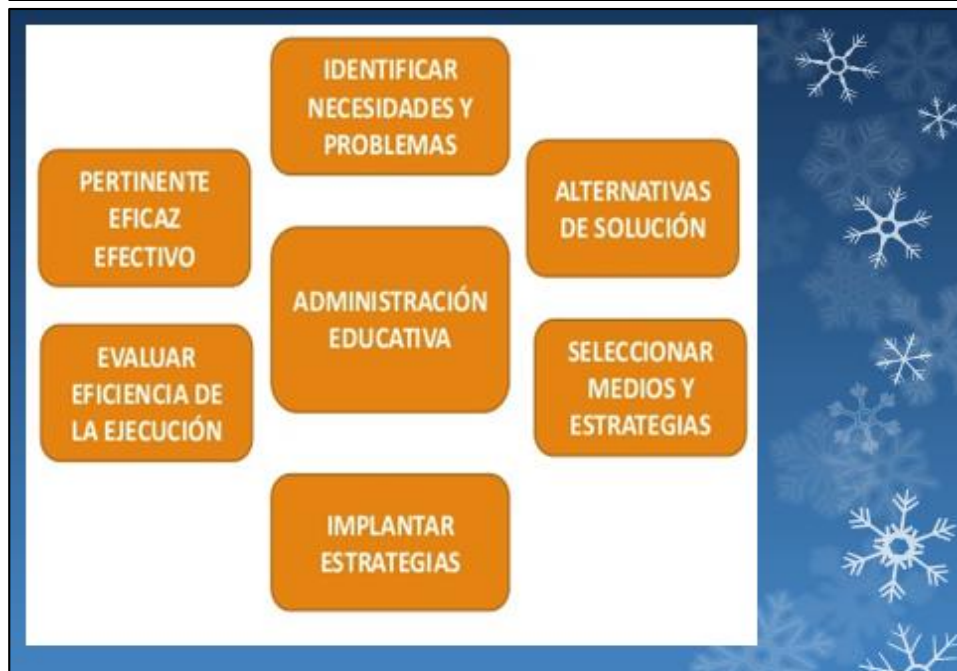 IDENTIFICAR
NECESIDADES Y
PROBLEMAS
ALTERNATIVAS
DE SOLUCIÓN
PERTINENTE
EFICAZ
EFECTIVO
ADMINISTRACIÓN
EDUCATIVA
SELECCIONAR
MEDIOS Y
ESTRATEGIAS
EVALUAR
EFICIENCIA DE
LA EJECUCIÓN
IMPLANTAR
ESTRATEGIAS